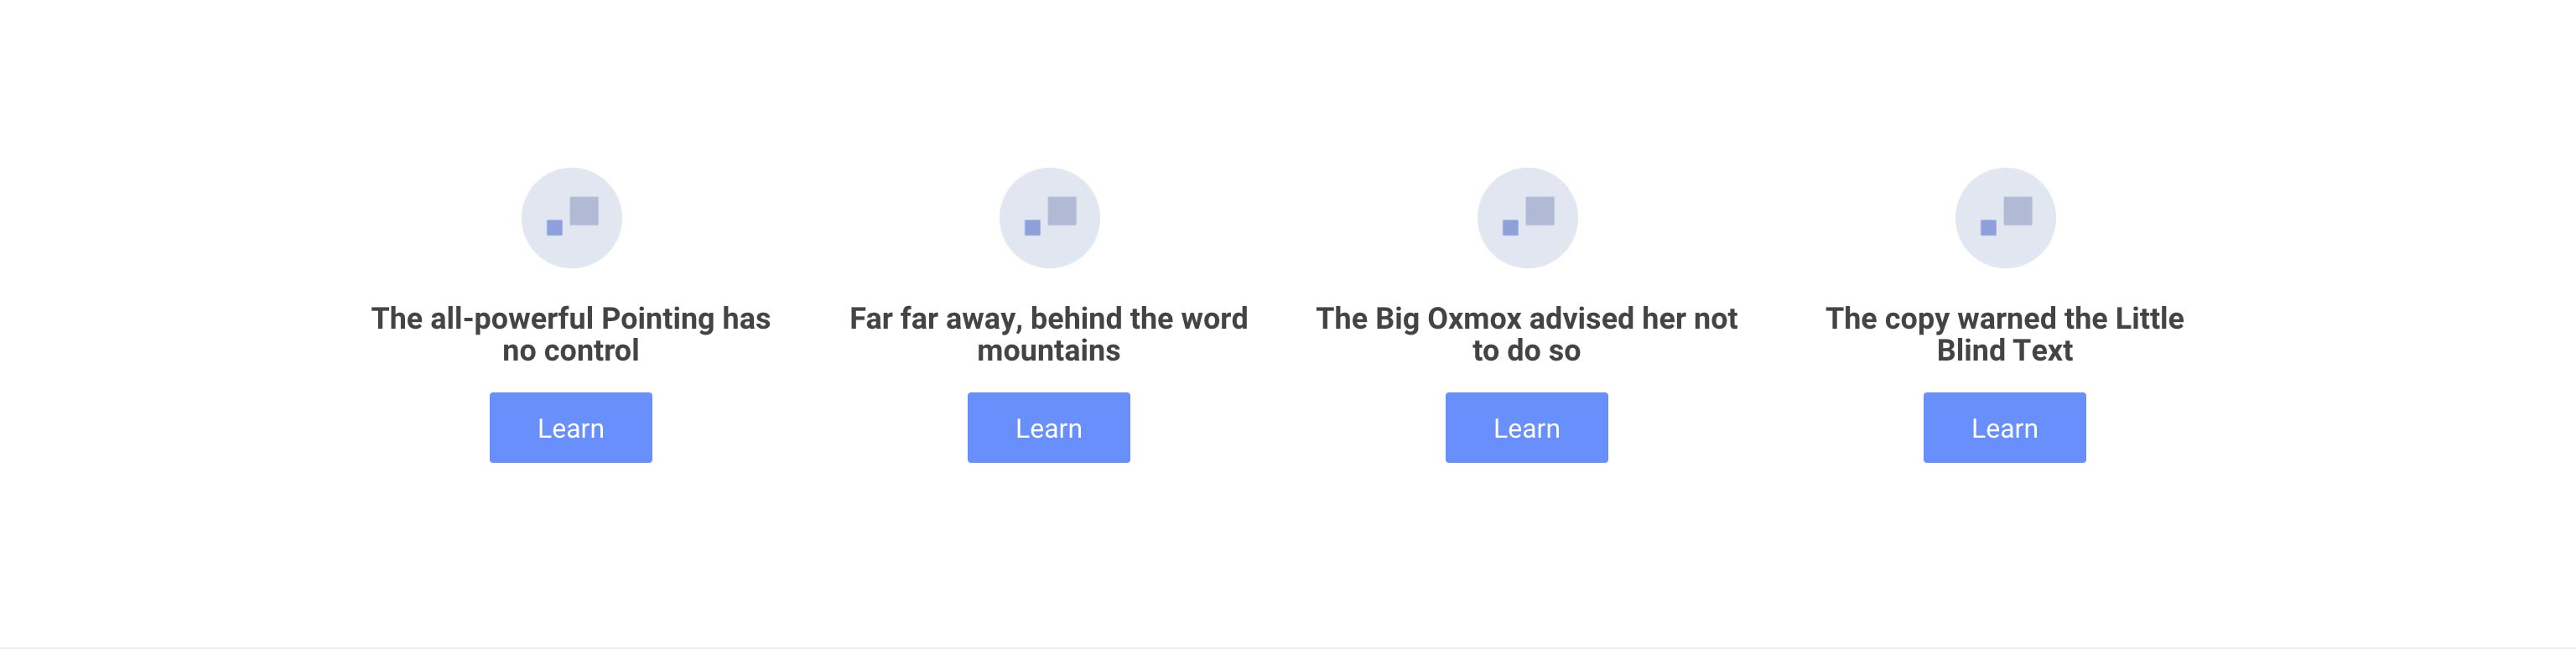 The all-powerful Pointing has
no control
Learn
Far far away, behind the word
mountains
Learn
The Big Oxmox advised her not
to do so
Learn
The copy warned the Little
Blind Text
Learn